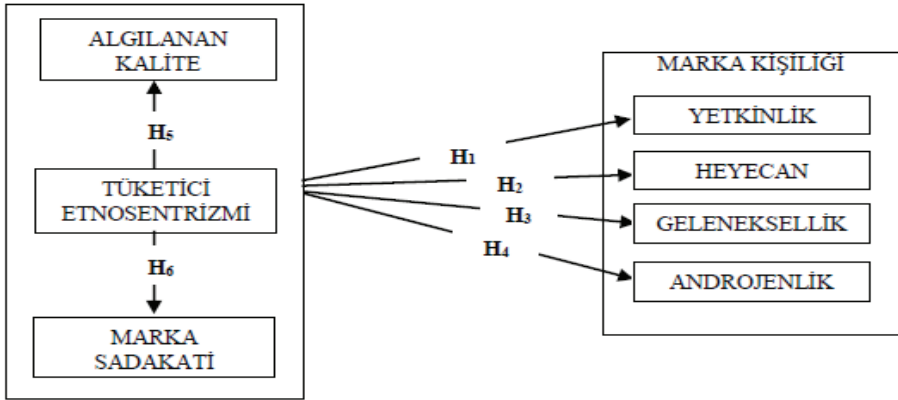 ALGILANAN
KALİTE
H5
TÜKETİCİ
ETNOSENTRİZMİ
H6
MARKA
SADAKATİ
H1
H2
H3
H4
MARKA KİŞİLİĞİ
YETKİNLİK
HEYECAN
GELENEKSELLİK
ANDROJENLİK